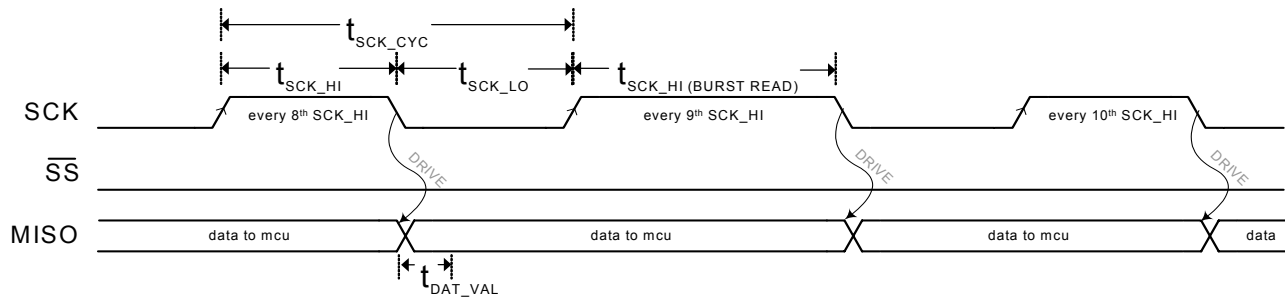 tSCK_CYC
tSCK_HI tSCK_LO tSCK_HI (BURST READ)
SCK every 8th SCK_HI every 9th SCK_HI every 10th SCK_HI
DRIVE DRIVE DRIVE
SS
MISO data to mcu data to mcu data to mcu data
tDAT_VAL